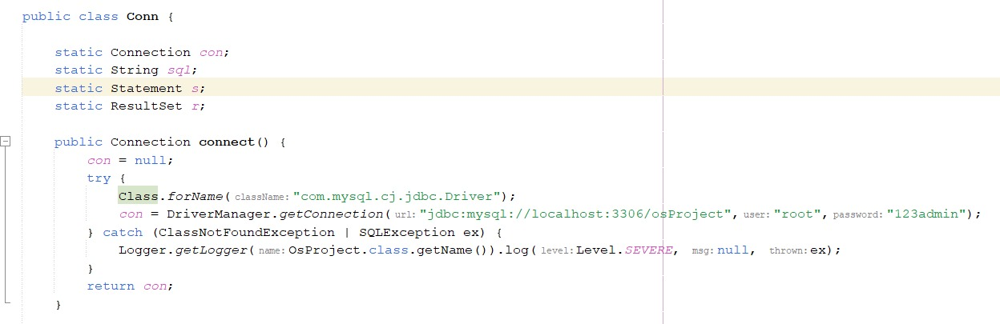 public class Conn {
static Connection con;
static String sql;
static Statement s;
static ResultSet r;
public Connection connect() {
con = null;
try {
Class.forName( className: "com.mysql.cj.jdbc.Driver");
con = DriverManager.getConnection( url: "jdbc:mysql://localhost:3306/osProject", user: "root", password: "123admin");
} catch (ClassNotFoundException | SQLException ex) {
Logger.getLogger( name: OsProject.class.getName()).log( level: Level.SEVERE, msg: null, thrown: ex);
}
return con;
}